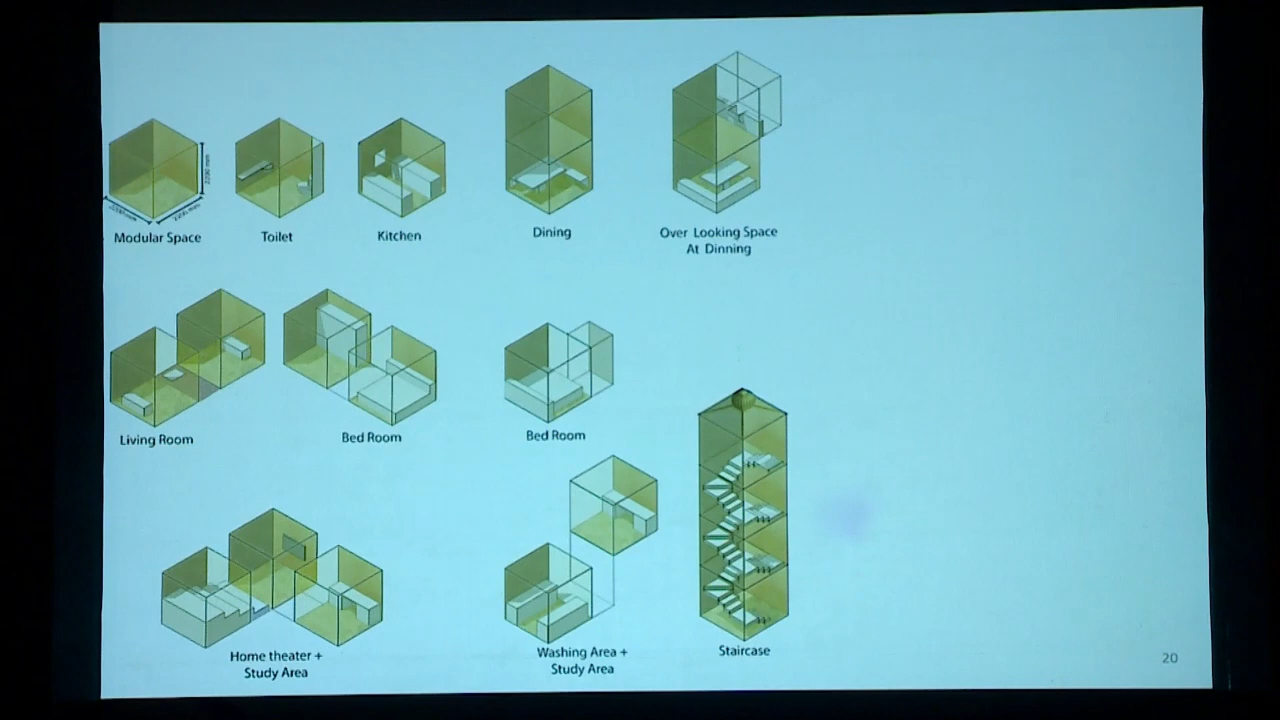 Modular Space
Toilet
Kitchen
Dining
Over Looking Space
At Dinning
Living Room
Bed Room
Bed Room
Home theater +
Study Area
Washing Area +
Study Area
Staircase
20